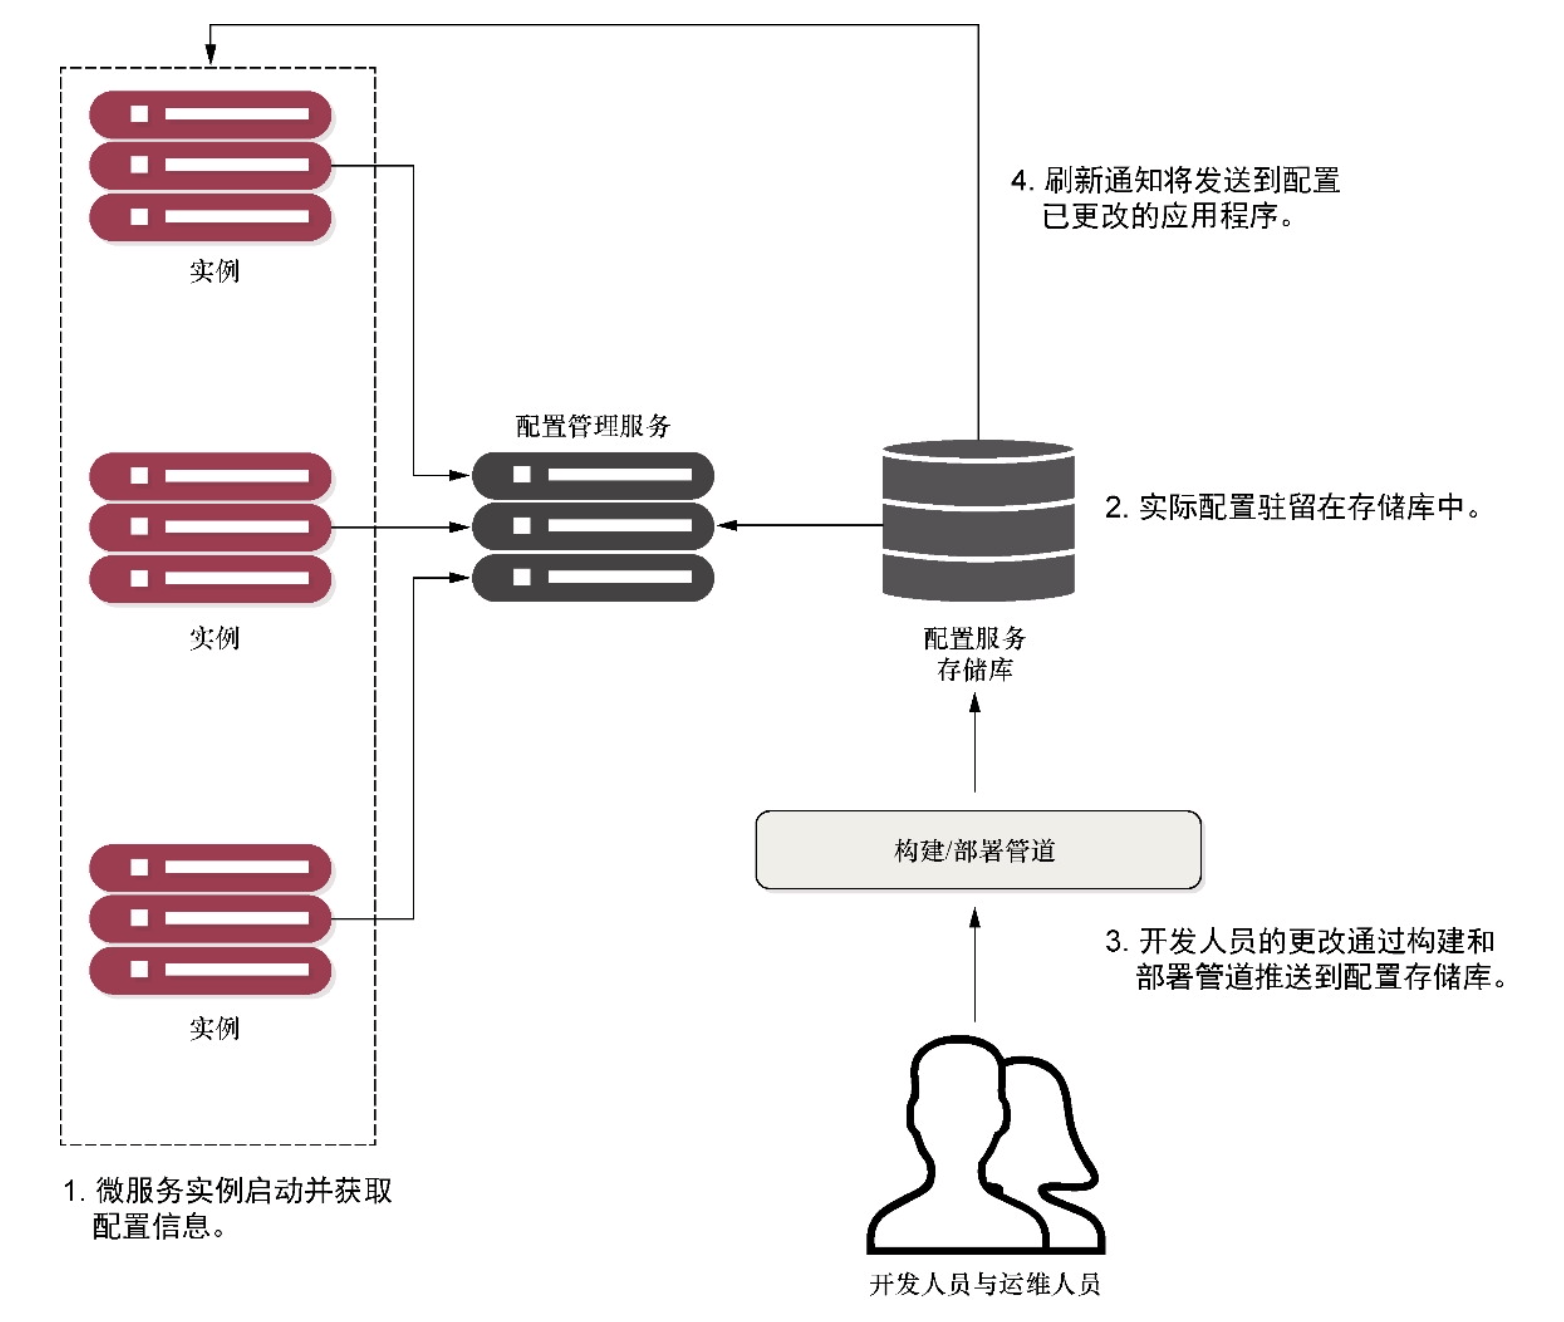 4. 刷新通知将发送到配置
已更改的应用程序。
实例
配置管理服务
2. 实际配置驻留在存储库中。
实例
配置服务
存储库
构建/部署管道
3. 开发人员的更改通过构建和
部署管道推送到配置存储库。
实例
1. 微服务实例启动并获取
配置信息。
开发人员与运维人员